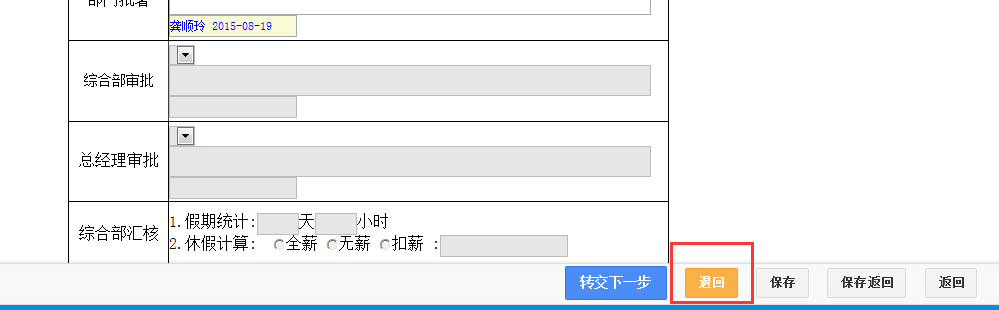 部门批著
龚顺玲 2015-08-19
综合部审批
总经理审批
综合部汇核
1.假期统计:天小时
2.休假计算: 全薪 无薪 扣薪 :
转交下一步 退回 保存 保存返回 返回